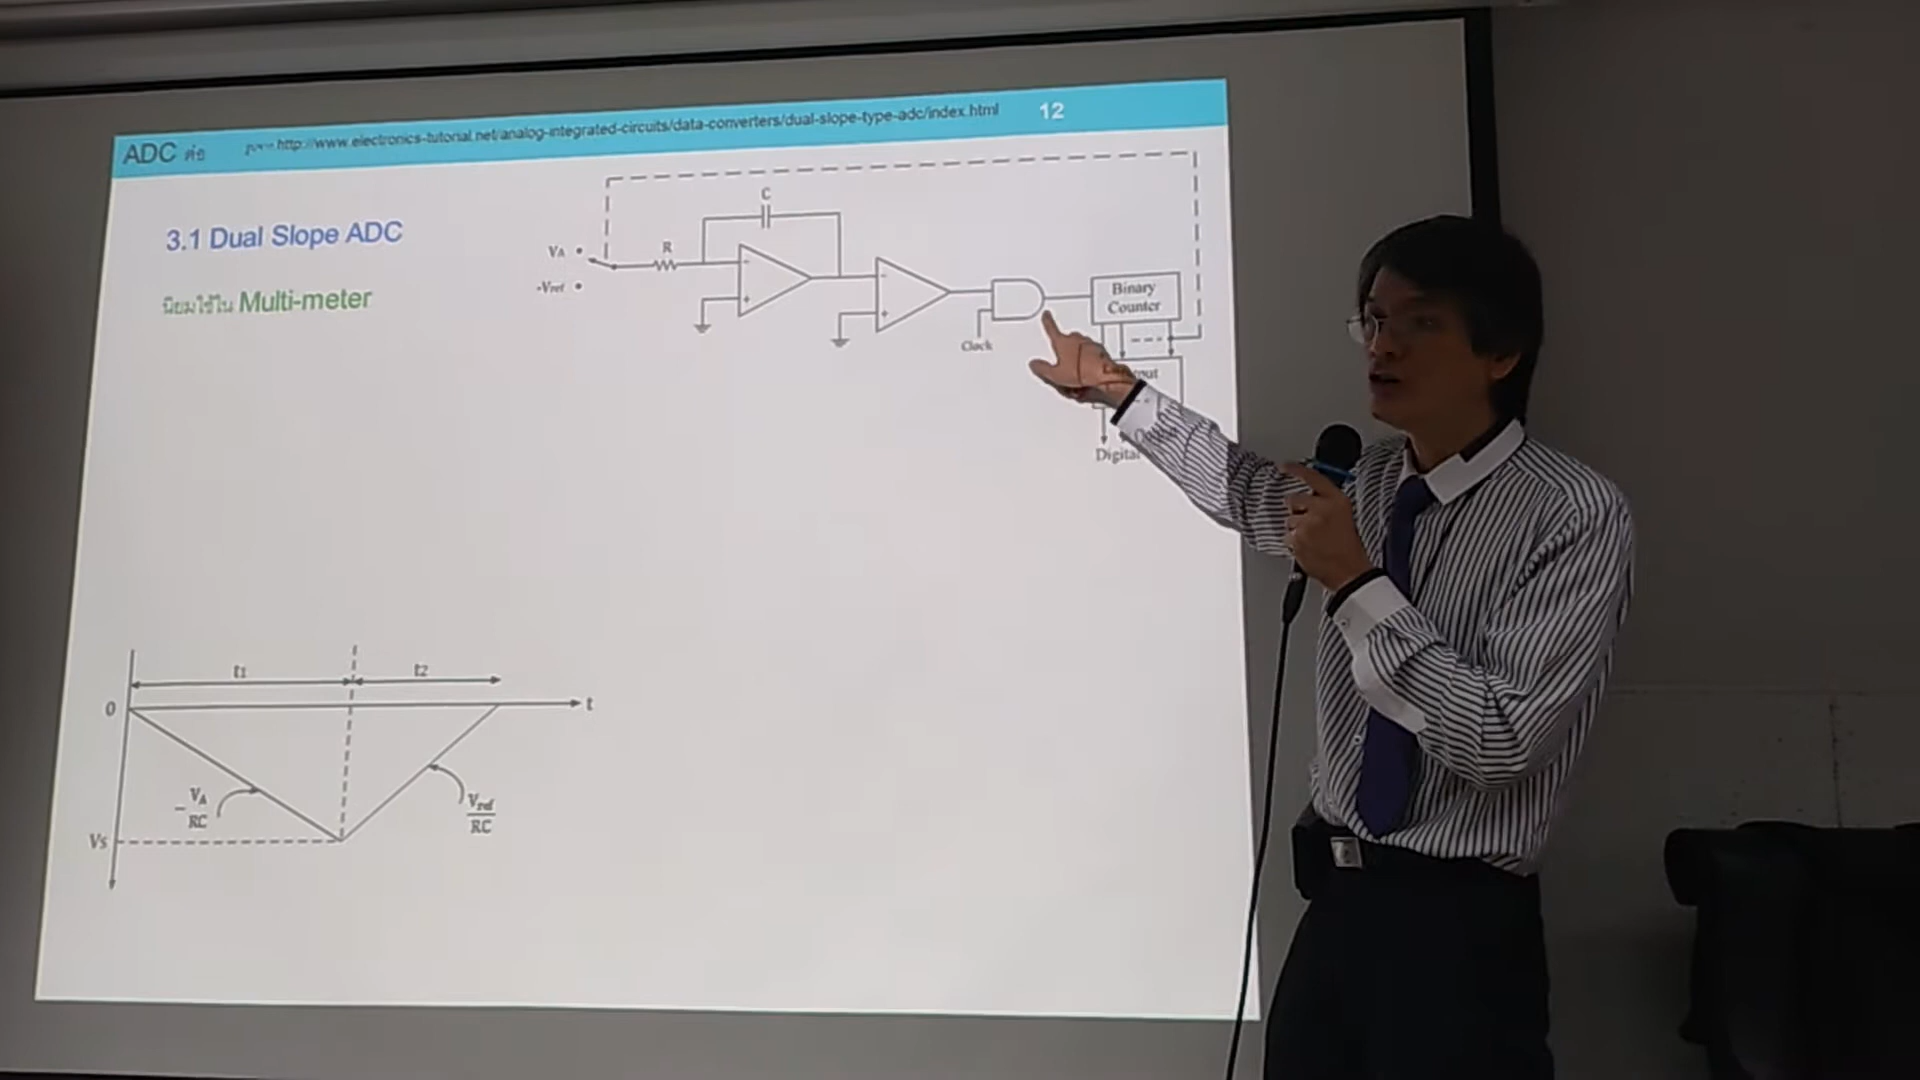 ADC ต่อ
http://www.electronics-tutorial.net/analog-integrated-circuits/data-converters/dual-slope-type-adc/index.html
12
3.1 Dual Slope ADC
นิยมใช้ใน Multi-meter
C
R
VA
-Vref
-
+
-
+
Clock
Binary
Counter
Digital
t1
t2
0
t
- VA
RC
Vref
RC
Vs